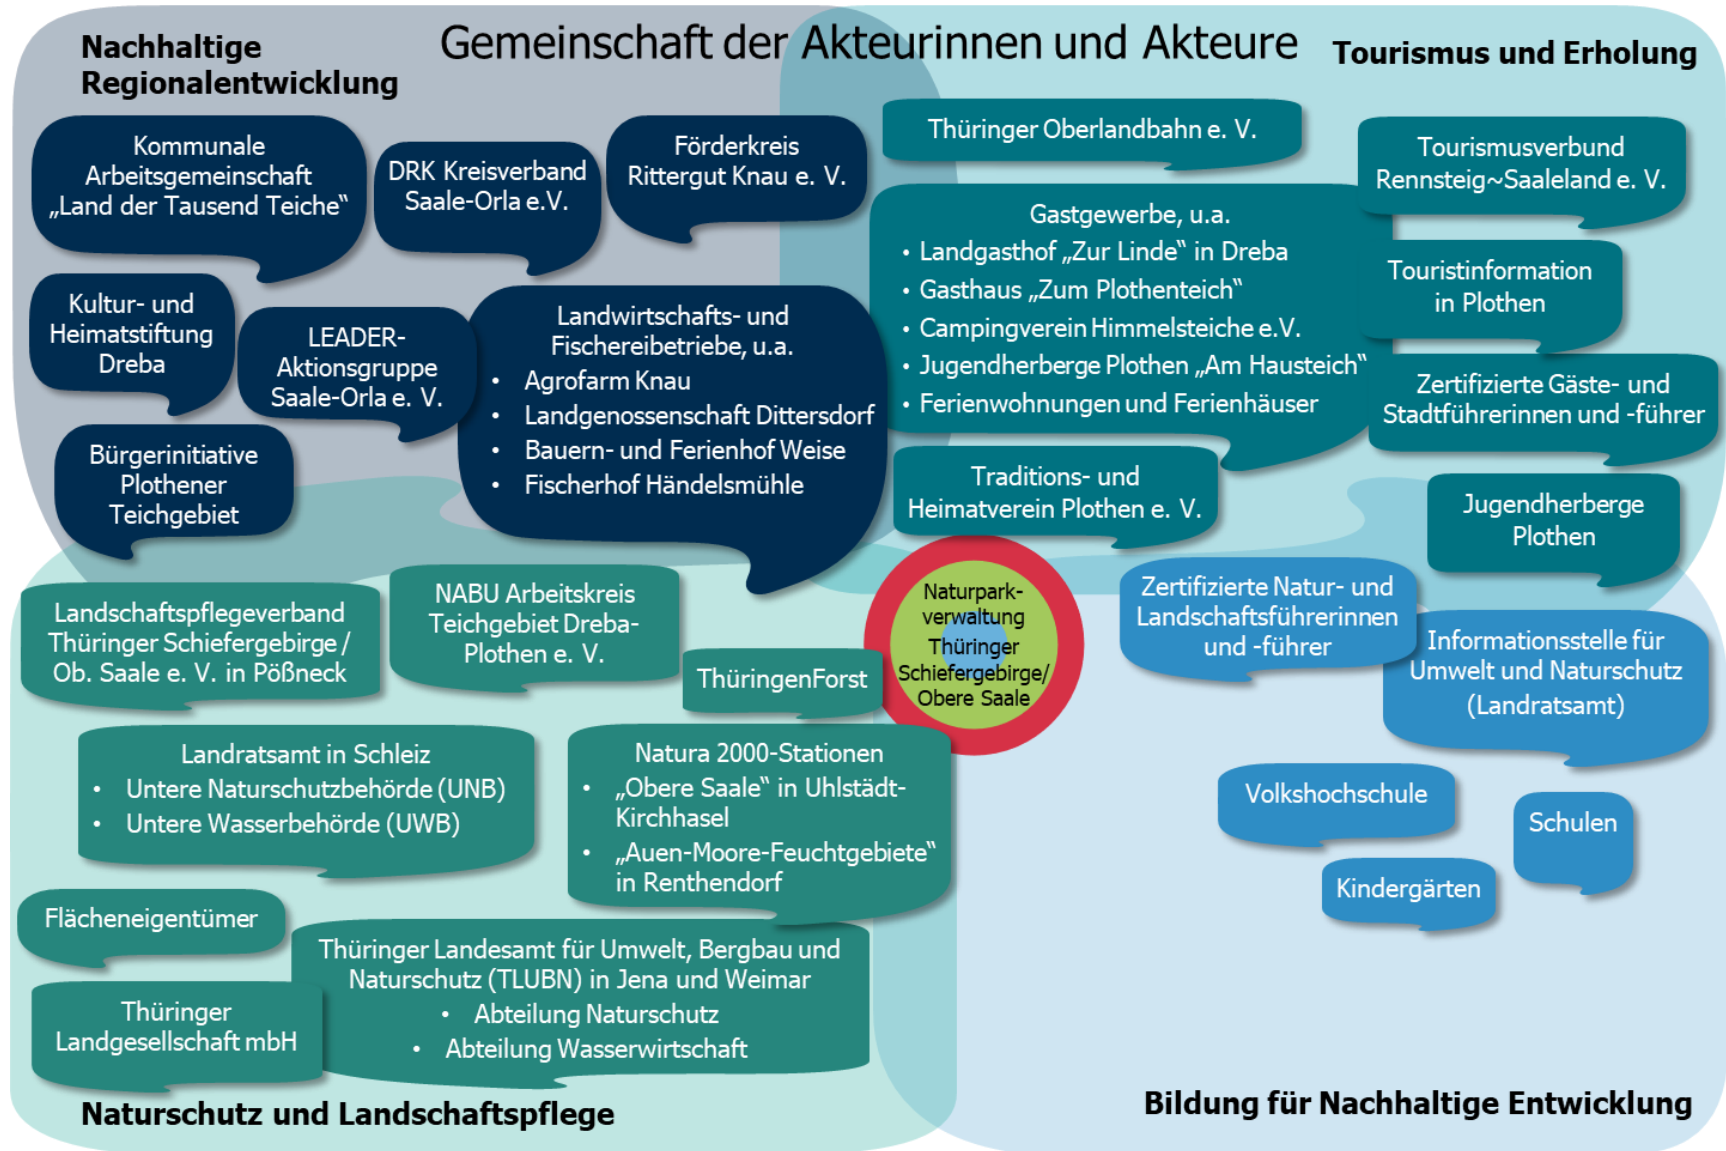 Gemeinschaft der Akteurinnen und Akteure
Nachhaltige
Regionalentwicklung
Kommunale
Arbeitsgemeinschaft
„Land der Tausend Teiche“
DRK Kreisverband
Saale-Orla e.V.
Förderkreis
Rittergut Knau e. V.
Kultur- und
Heimatstiftung
Dreba
LEADER-
Aktionsgruppe
Saale-Orla e. V.
Landwirtschafts- und
Fischereibetriebe, u.a.
• Agrofarm Knau
• Landgenossenschaft Dittersdorf
• Bauern- und Ferienhof Weise
• Fischerhof Händelsmühle
Bürgerinitiative
Plothener
Teichgebiet
Tourismus und Erholung
Thüringer Oberlandbahn e. V.
Tourismusverbund
Rennsteig~Saaleland e. V.
Gastgewerbe, u.a.
• Landgasthof „Zur Linde“ in Dreba
• Gasthaus „Zum Plothenteich“
• Campingverein Himmelsteiche e.V.
• Jugendherberge Plothen „Am Hausteich“
• Ferienwohnungen und Ferienhäuser
Touristinformation
in Plothen
Zertifizierte Gäste- und
Stadtführerinnen und -führer
Traditions- und
Heimatverein Plothen e. V.
Jugendherberge
Plothen
Naturpark-
verwaltung
Thüringer
Schiefergebirge/
Obere Saale
Landschaftspflegeverband
Thüringer Schiefergebirge /
Ob. Saale e. V. in Pößneck
NABU Arbeitskreis
Teichgebiet Dreba-
Plothen e. V.
ThüringenForst
Landratsamt in Schleiz
• Untere Naturschutzbehörde (UNB)
• Untere Wasserbehörde (UWB)
Natura 2000-Stationen
• „Obere Saale“ in Uhlstädt-
Kirchhasel
• „Auen-Moore-Feuchtgebiete“
in Renthendorf
Flächeneigentümer
Thüringer Landesamt für Umwelt, Bergbau und
Naturschutz (TLUBN) in Jena und Weimar
• Abteilung Naturschutz
• Abteilung Wasserwirtschaft
Thüringer
Landgesellschaft mbH
Naturschutz und Landschaftspflege
Zertifizierte Natur- und
Landschaftsführerinnen
und -führer
Informationsstelle für
Umwelt und Naturschutz
(Landratsamt)
Volkshochschule
Schulen
Kindergärten
Bildung für Nachhaltige Entwicklung